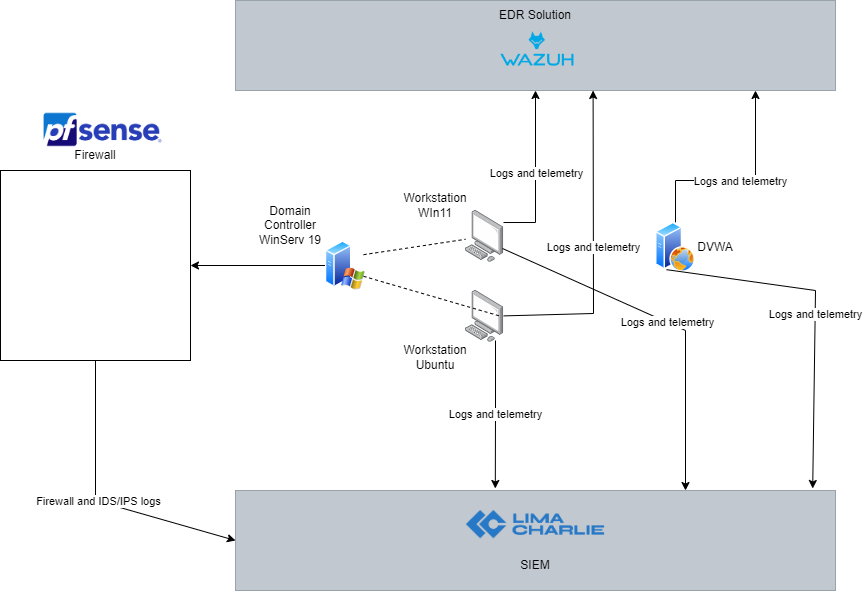 EDR Solution
WAZUH
pfsense
Firewall
Logs and telemetry
Logs and telemetry
Workstation
WIn11
Domain
Controller
WinServ 19
Logs and telemetry
DVWA
Logs and telemetry
Logs and telemetry
Workstation
Ubuntu
Logs and telemetry
Firewall and IDS/IPS logs
LIMA
CHARLIE
SIEM